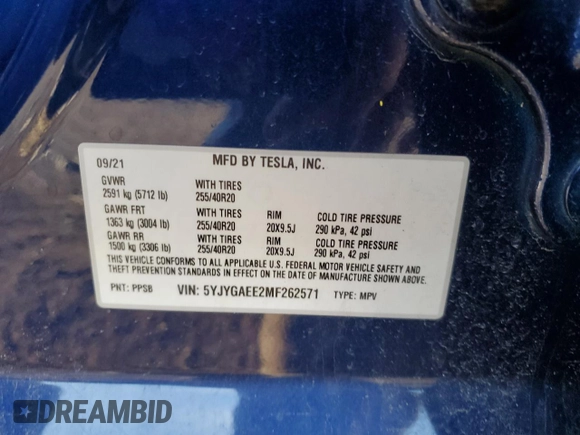 09/21 MFD BY TESLA, INC.
GVWR WITH TIRES
2591 kg (5712 lb) 255/40R20
GAWR FRT WITH TIRES RIM COLD TIRE PRESSURE
1363 kg (3004 lb) 255/40R20 20X9.5J 290 kPa, 42 psi
GAWR RR WITH TIRES RIM COLD TIRE PRESSURE
1500 kg (3306 lb) 255/40R20 20X9.5J 290 kPa, 42 psi
THIS VEHICLE CONFORMS TO ALL APPLICABLE U.S. FEDERAL MOTOR VEHICLE SAFETY AND
THEFT PREVENTION STANDARDS IN EFFECT ON THE DATE OF MANUFACTURE SHOWN ABOVE.
PNT: PPSB VIN: 5YJYGAEE2MF262571 TYPE: MPV
DREAMBID